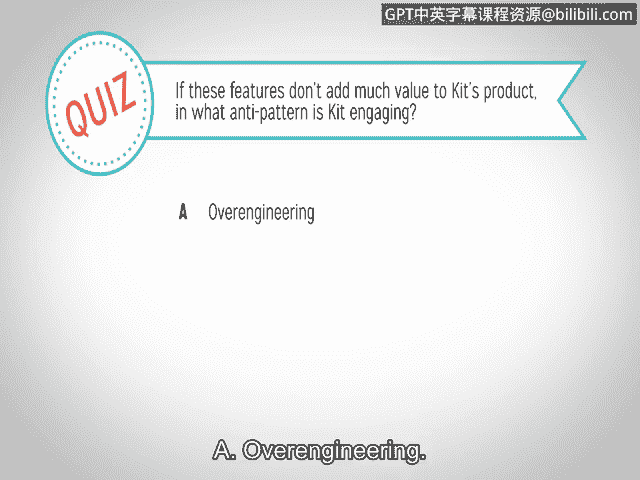 GPT中英字幕课程资源@bilibili.com
QUIZ
If these features don't add much value to Kit's product,
in what anti-pattern is Kit engaging?
A Overengineering
A. Overengineering.